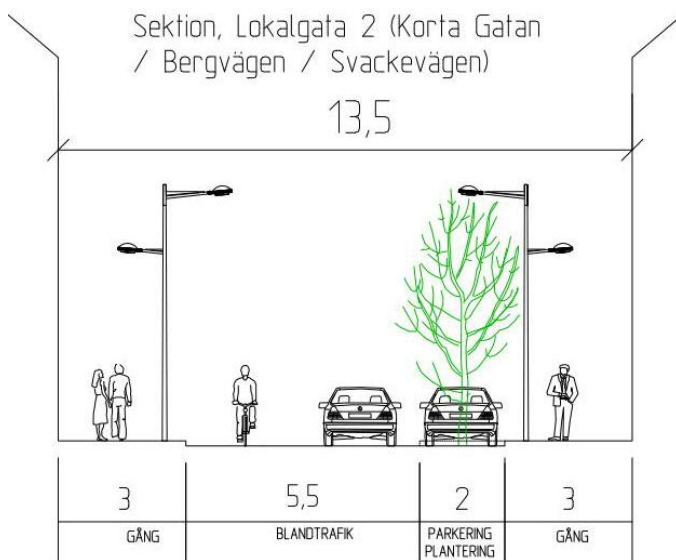 Sektion, Lokalgata 2 (Korta Gatan
/ Bergvägen / Svackevägen)
13,5
3
5,5
2
3
GÅNG
BLANDTRAFIK
PARKERING
PLANTERING
GÅNG